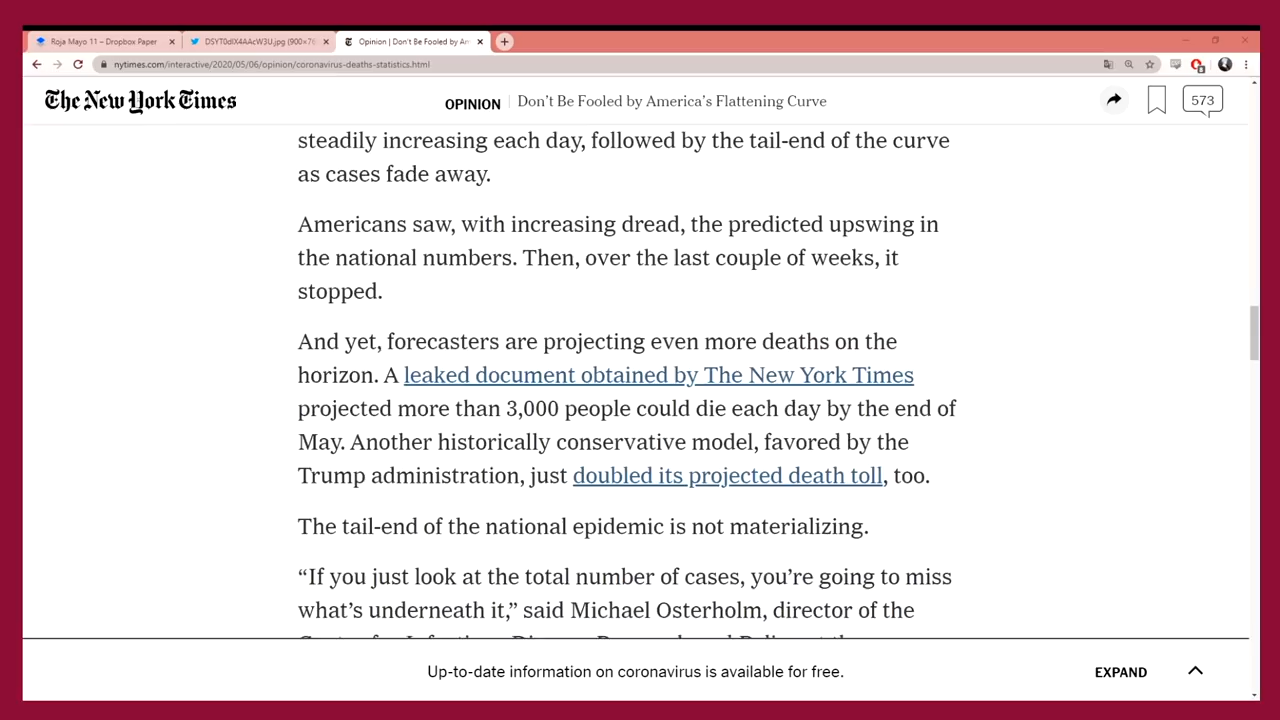 Roja Mayo 11 – Dropbox Paper
DSY70dIX4AAcW3U.jpg (900×7
Opinion | Don't Be Fooled by Am
nytimes.com/interactive/2020/05/06/opinion/coronavirus-deaths-statistics.html
The New York Times
OPINION
Don’t Be Fooled by America’s Flattening Curve
573
steadily increasing each day, followed by the tail-end of the curve
as cases fade away.
Americans saw, with increasing dread, the predicted upswing in
the national numbers. Then, over the last couple of weeks, it
stopped.
And yet, forecasters are projecting even more deaths on the
horizon. A leaked document obtained by The New York Times
projected more than 3,000 people could die each day by the end of
May. Another historically conservative model, favored by the
Trump administration, just doubled its projected death toll, too.
The tail-end of the national epidemic is not materializing.
“If you just look at the total number of cases, you’re going to miss
what’s underneath it,” said Michael Osterholm, director of the
Up-to-date information on coronavirus is available for free.
EXPAND